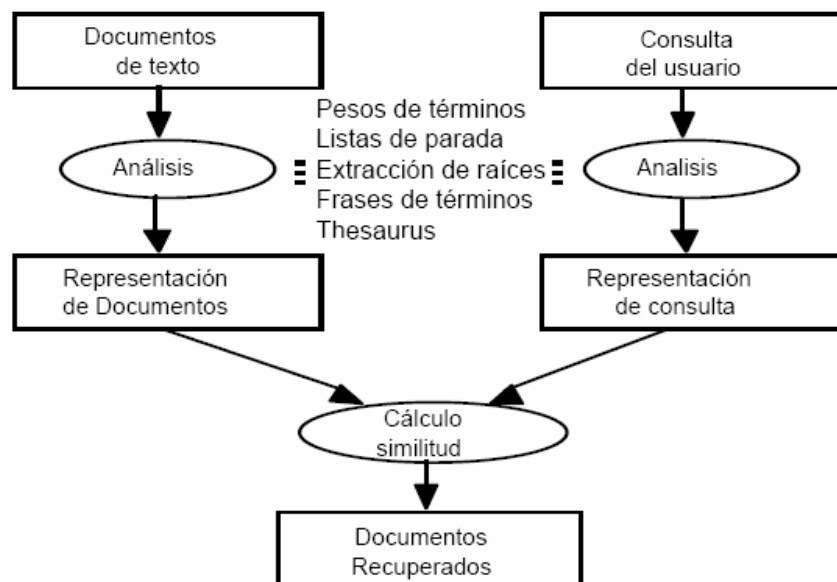 Documentos
de texto
Consulta
del usuario
Pesos de términos
Listas de parada
Extracción de raíces
Frases de términos
Thesaurus
Análisis
Analisis
Representación
de Documentos
Representación
de consulta
Cálculo
similitud
Documentos
Recuperados